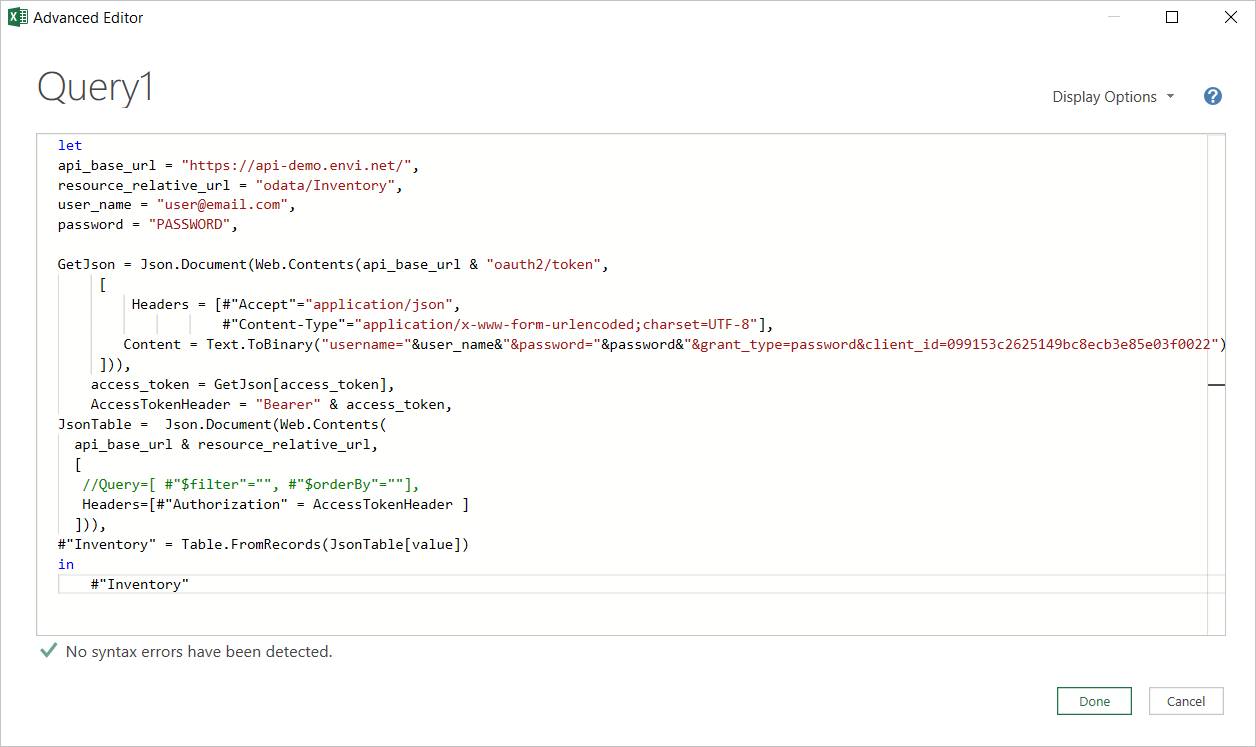 Advanced Editor
Query1
Display Options
?
let
api_base_url = "https://api-demo.envi.net/",
resource_relative_url = "odata/Inventory",
user_name = "user@email.com",
password = "PASSWORD",
GetJson = Json.Document(Web.Contents(api_base_url & "oauth2/token",
[
Headers = [#"Accept"="application/json",
#"Content-Type"="application/x-www-form-urlencoded;charset=UTF-8"],
Content = Text.ToBinary("username="&user_name&"&password="&password&"&grant_type=password&client_id=099153c2625149bc8ecb3e85e03f0022")
])),
access_token = GetJson[access_token],
AccessTokenHeader = "Bearer" & access_token,
JsonTable =  Json.Document(Web.Contents(
api_base_url & resource_relative_url,
[
//Query=[ #"$filter"="", #"$orderBy"=""],
Headers=[#"Authorization" = AccessTokenHeader ]
])),
#"Inventory" = Table.FromRecords(JsonTable[value])
in
#"Inventory"
No syntax errors have been detected.
Done
Cancel